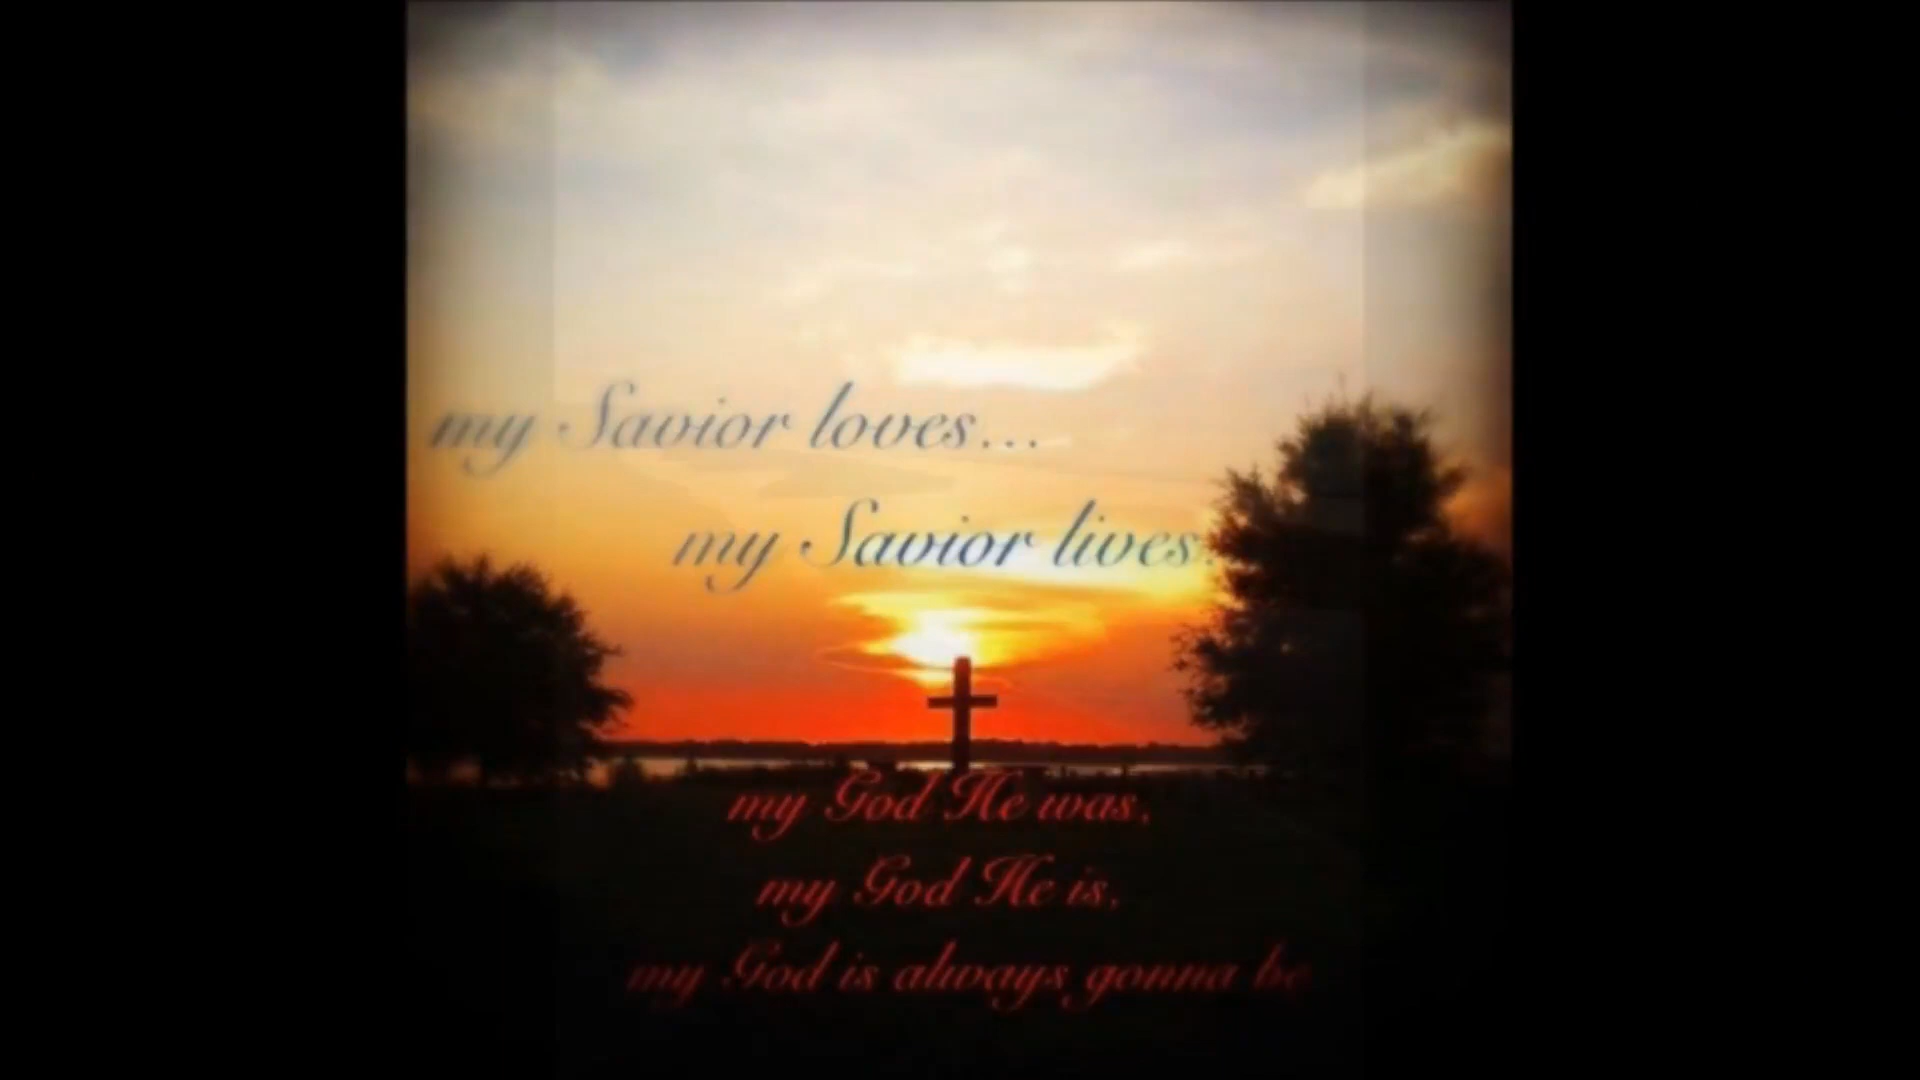 my Savior loves...
my Savior lives
my God He was,
my God He is,
my God is always gonna be